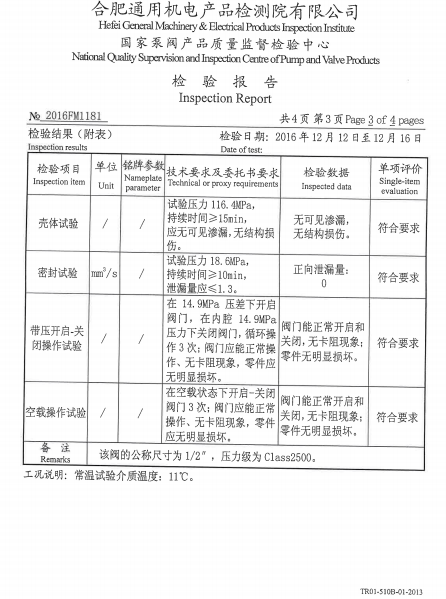 合肥通用机电产品检测院有限公司
Hefei General Machinery & Electrical Products Inspection Institute
国家泵阀产品质量监督检验中心
National Quality Supervision and Inspection Centre of Pump and Valve Products
检 验 报 告
Inspection Report
№ 2016FM1181
共4页 第3页 Page 3 of 4 pages
检验结果（附表）
检验日期: 2016年12月12日至12月16日
Inspection results
Date of test:
检验项目
Inspection item
单位
Unit
铭牌参数
Nameplate
parameter
技术要求及委托书要求
Technical or proxy requirements
检验数据
Inspected data
单项评价
Single-item
evaluation
壳体试验
/
/
试验压力 116.4MPa,
持续时间≥15min,
应无可见渗漏,无结构损
伤。
无可见渗漏,
无结构损伤。
符合要求
密封试验
mm³/s
/
试验压力 18.6MPa,
持续时间≥10min,
泄漏量应≤1.3。
正向泄漏量:
0
符合要求
带压开启-关
闭操作试验
/
/
在 14.9MPa 压差下开启
阀门, 在内腔 14.9MPa
压力下关闭阀门, 循环操
作 3 次; 阀门应能正常操
作、无卡阻现象, 零件应
无明显损坏。
阀门能正常开启和
关闭, 无卡阻现象;
零件无明显损坏。
符合要求
空载操作试验
/
/
在空载状态下开启-关闭
阀门 3 次; 阀门应能正常
操作、无卡阻现象, 零件
应无明显损坏。
阀门能正常开启和
关闭, 无卡阻现象;
零件无明显损坏。
符合要求
备 注
Remarks
该阀的公称尺寸为 1/2″, 压力级为 Class2500。
工况说明: 常温试验介质温度: 11℃。
TR01-510B-01-2013